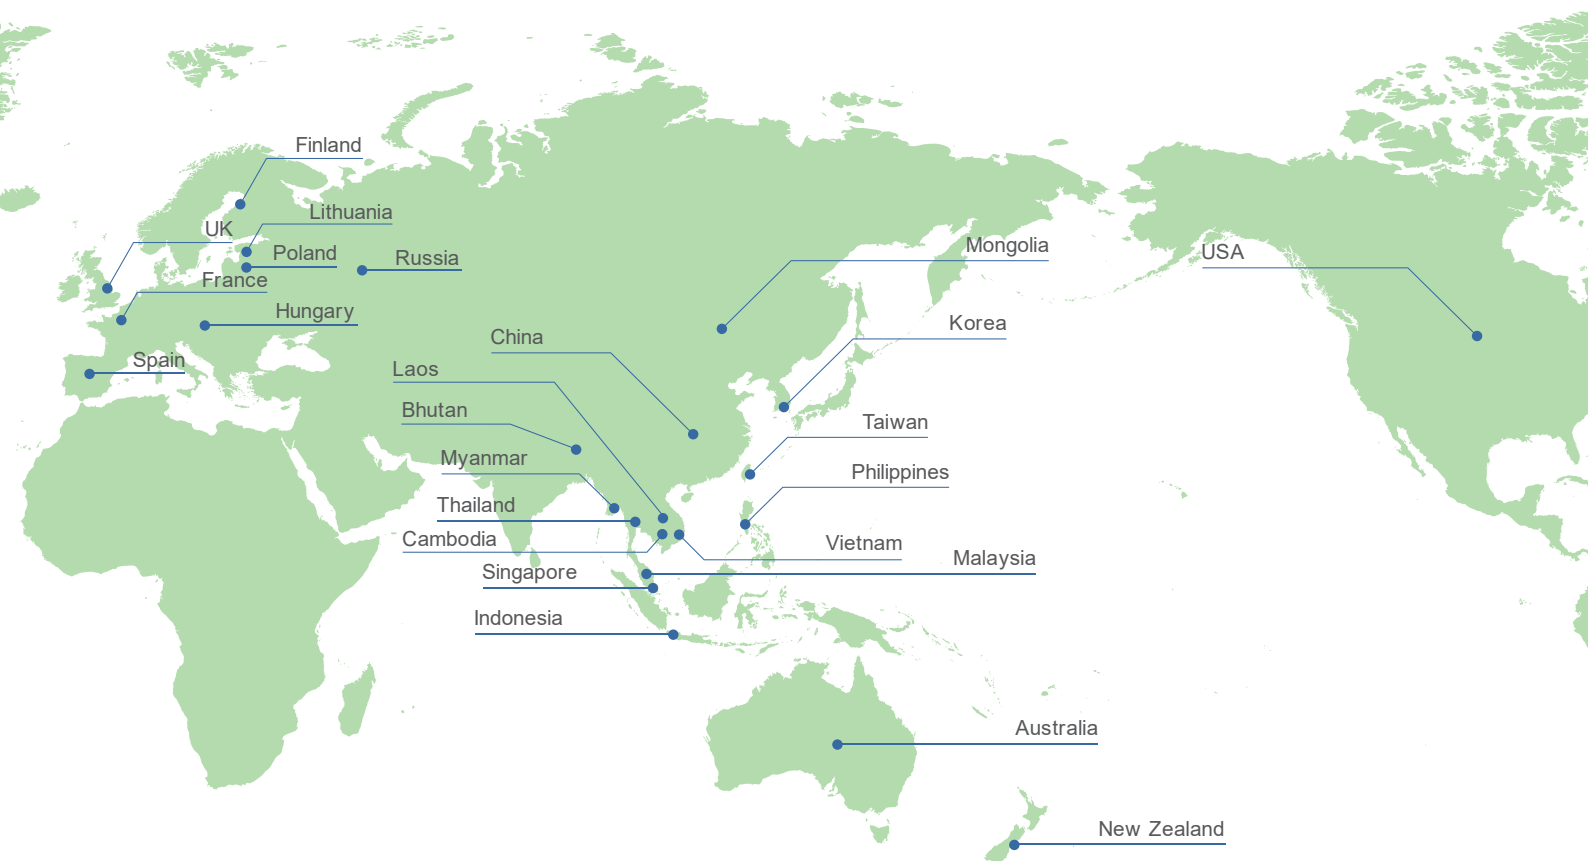 Finland
Lithuania
UK
Poland
Russia
France
Hungary
Spain
Mongolia
USA
Korea
China
Laos
Bhutan
Taiwan
Myanmar
Philippines
Thailand
Cambodia
Vietnam
Malaysia
Singapore
Indonesia
Australia
New Zealand